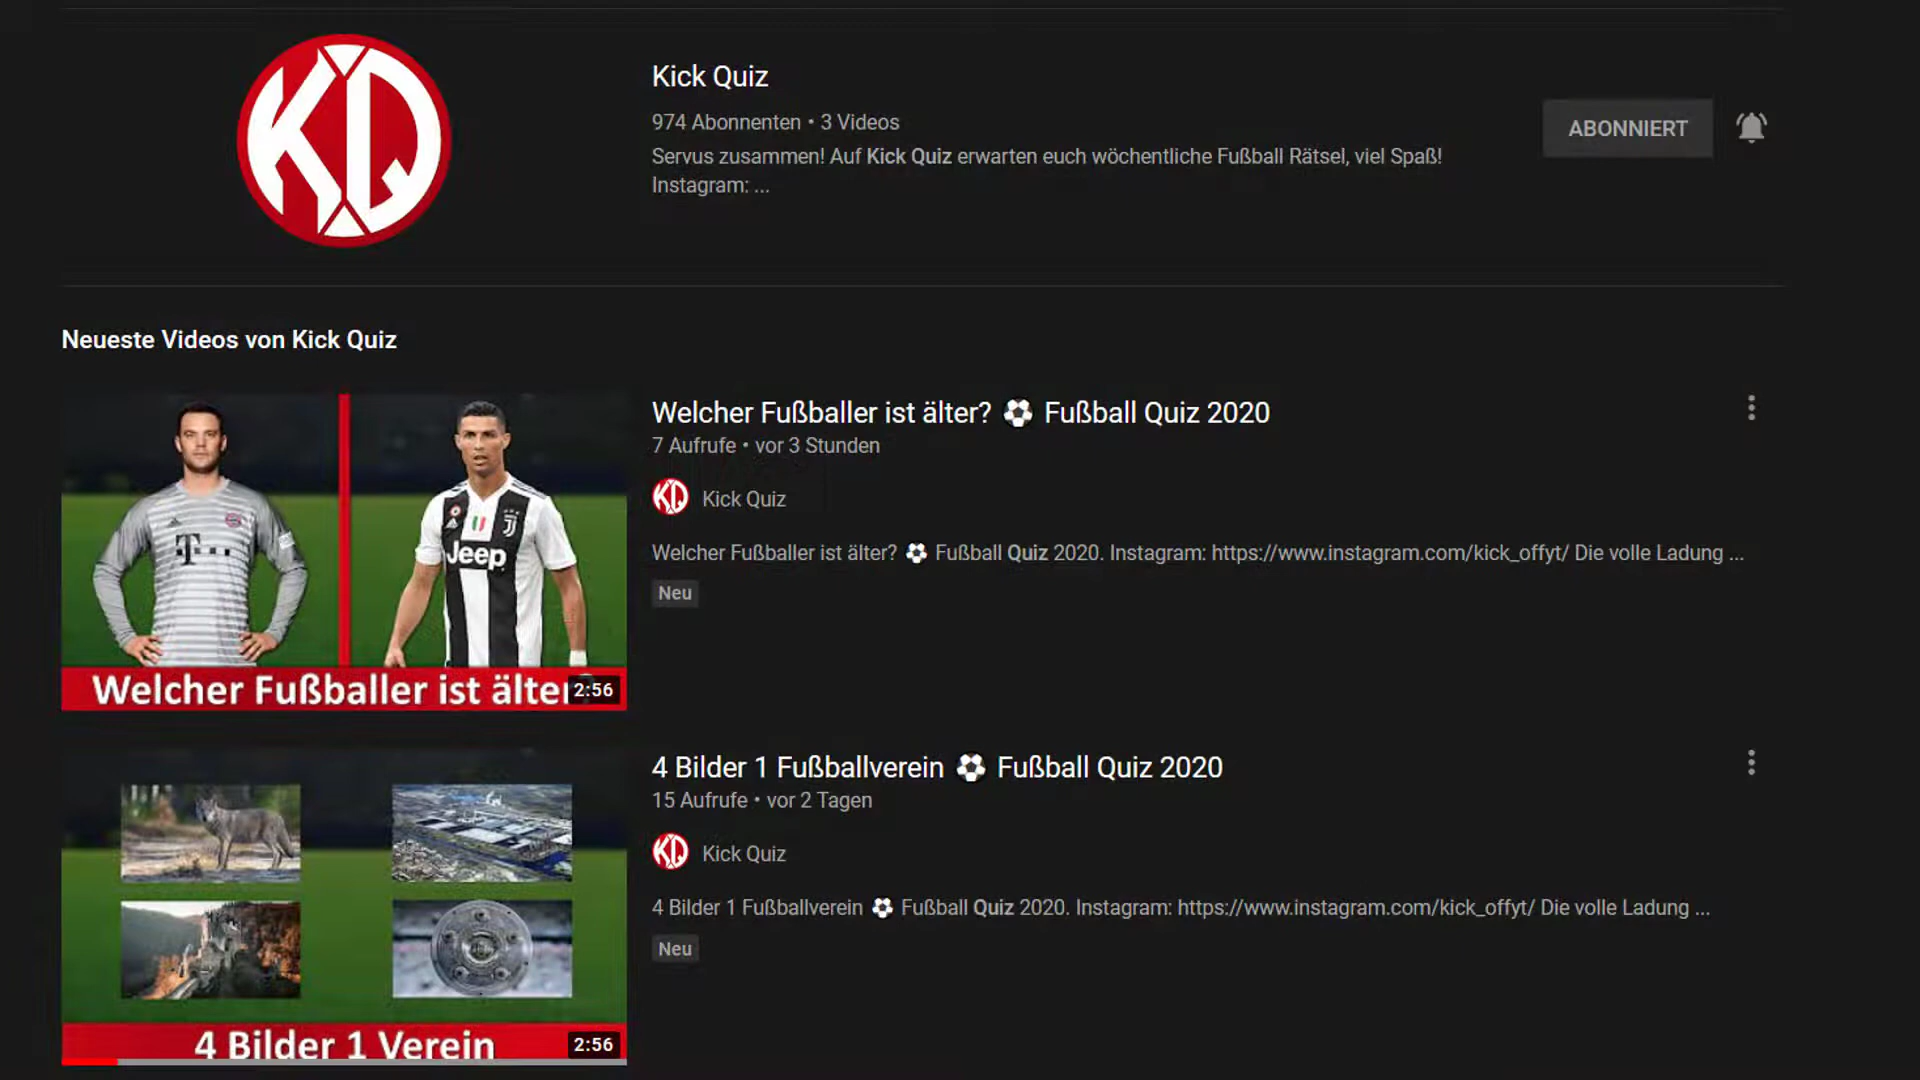 KQ
Kick Quiz
974 Abonnenten • 3 Videos
Servus zusammen! Auf Kick Quiz erwarten euch wöchentliche Fußball Rätsel, viel Spaß!
Instagram: ...
ABONNIERT
Neueste Videos von Kick Quiz
Jeep
Welcher Fußballer ist älter
2:56
Welcher Fußballer ist älter? ⚽ Fußball Quiz 2020
7 Aufrufe • vor 3 Stunden
KQ
Kick Quiz
Welcher Fußballer ist älter? ⚽ Fußball Quiz 2020. Instagram: https://www.instagram.com/kick_offyt/ Die volle Ladung ...
Neu
4 Bilder 1 Verein
2:56
4 Bilder 1 Fußballverein ⚽ Fußball Quiz 2020
15 Aufrufe • vor 2 Tagen
KQ
Kick Quiz
4 Bilder 1 Fußballverein ⚽ Fußball Quiz 2020. Instagram: https://www.instagram.com/kick_offyt/ Die volle Ladung ...
Neu